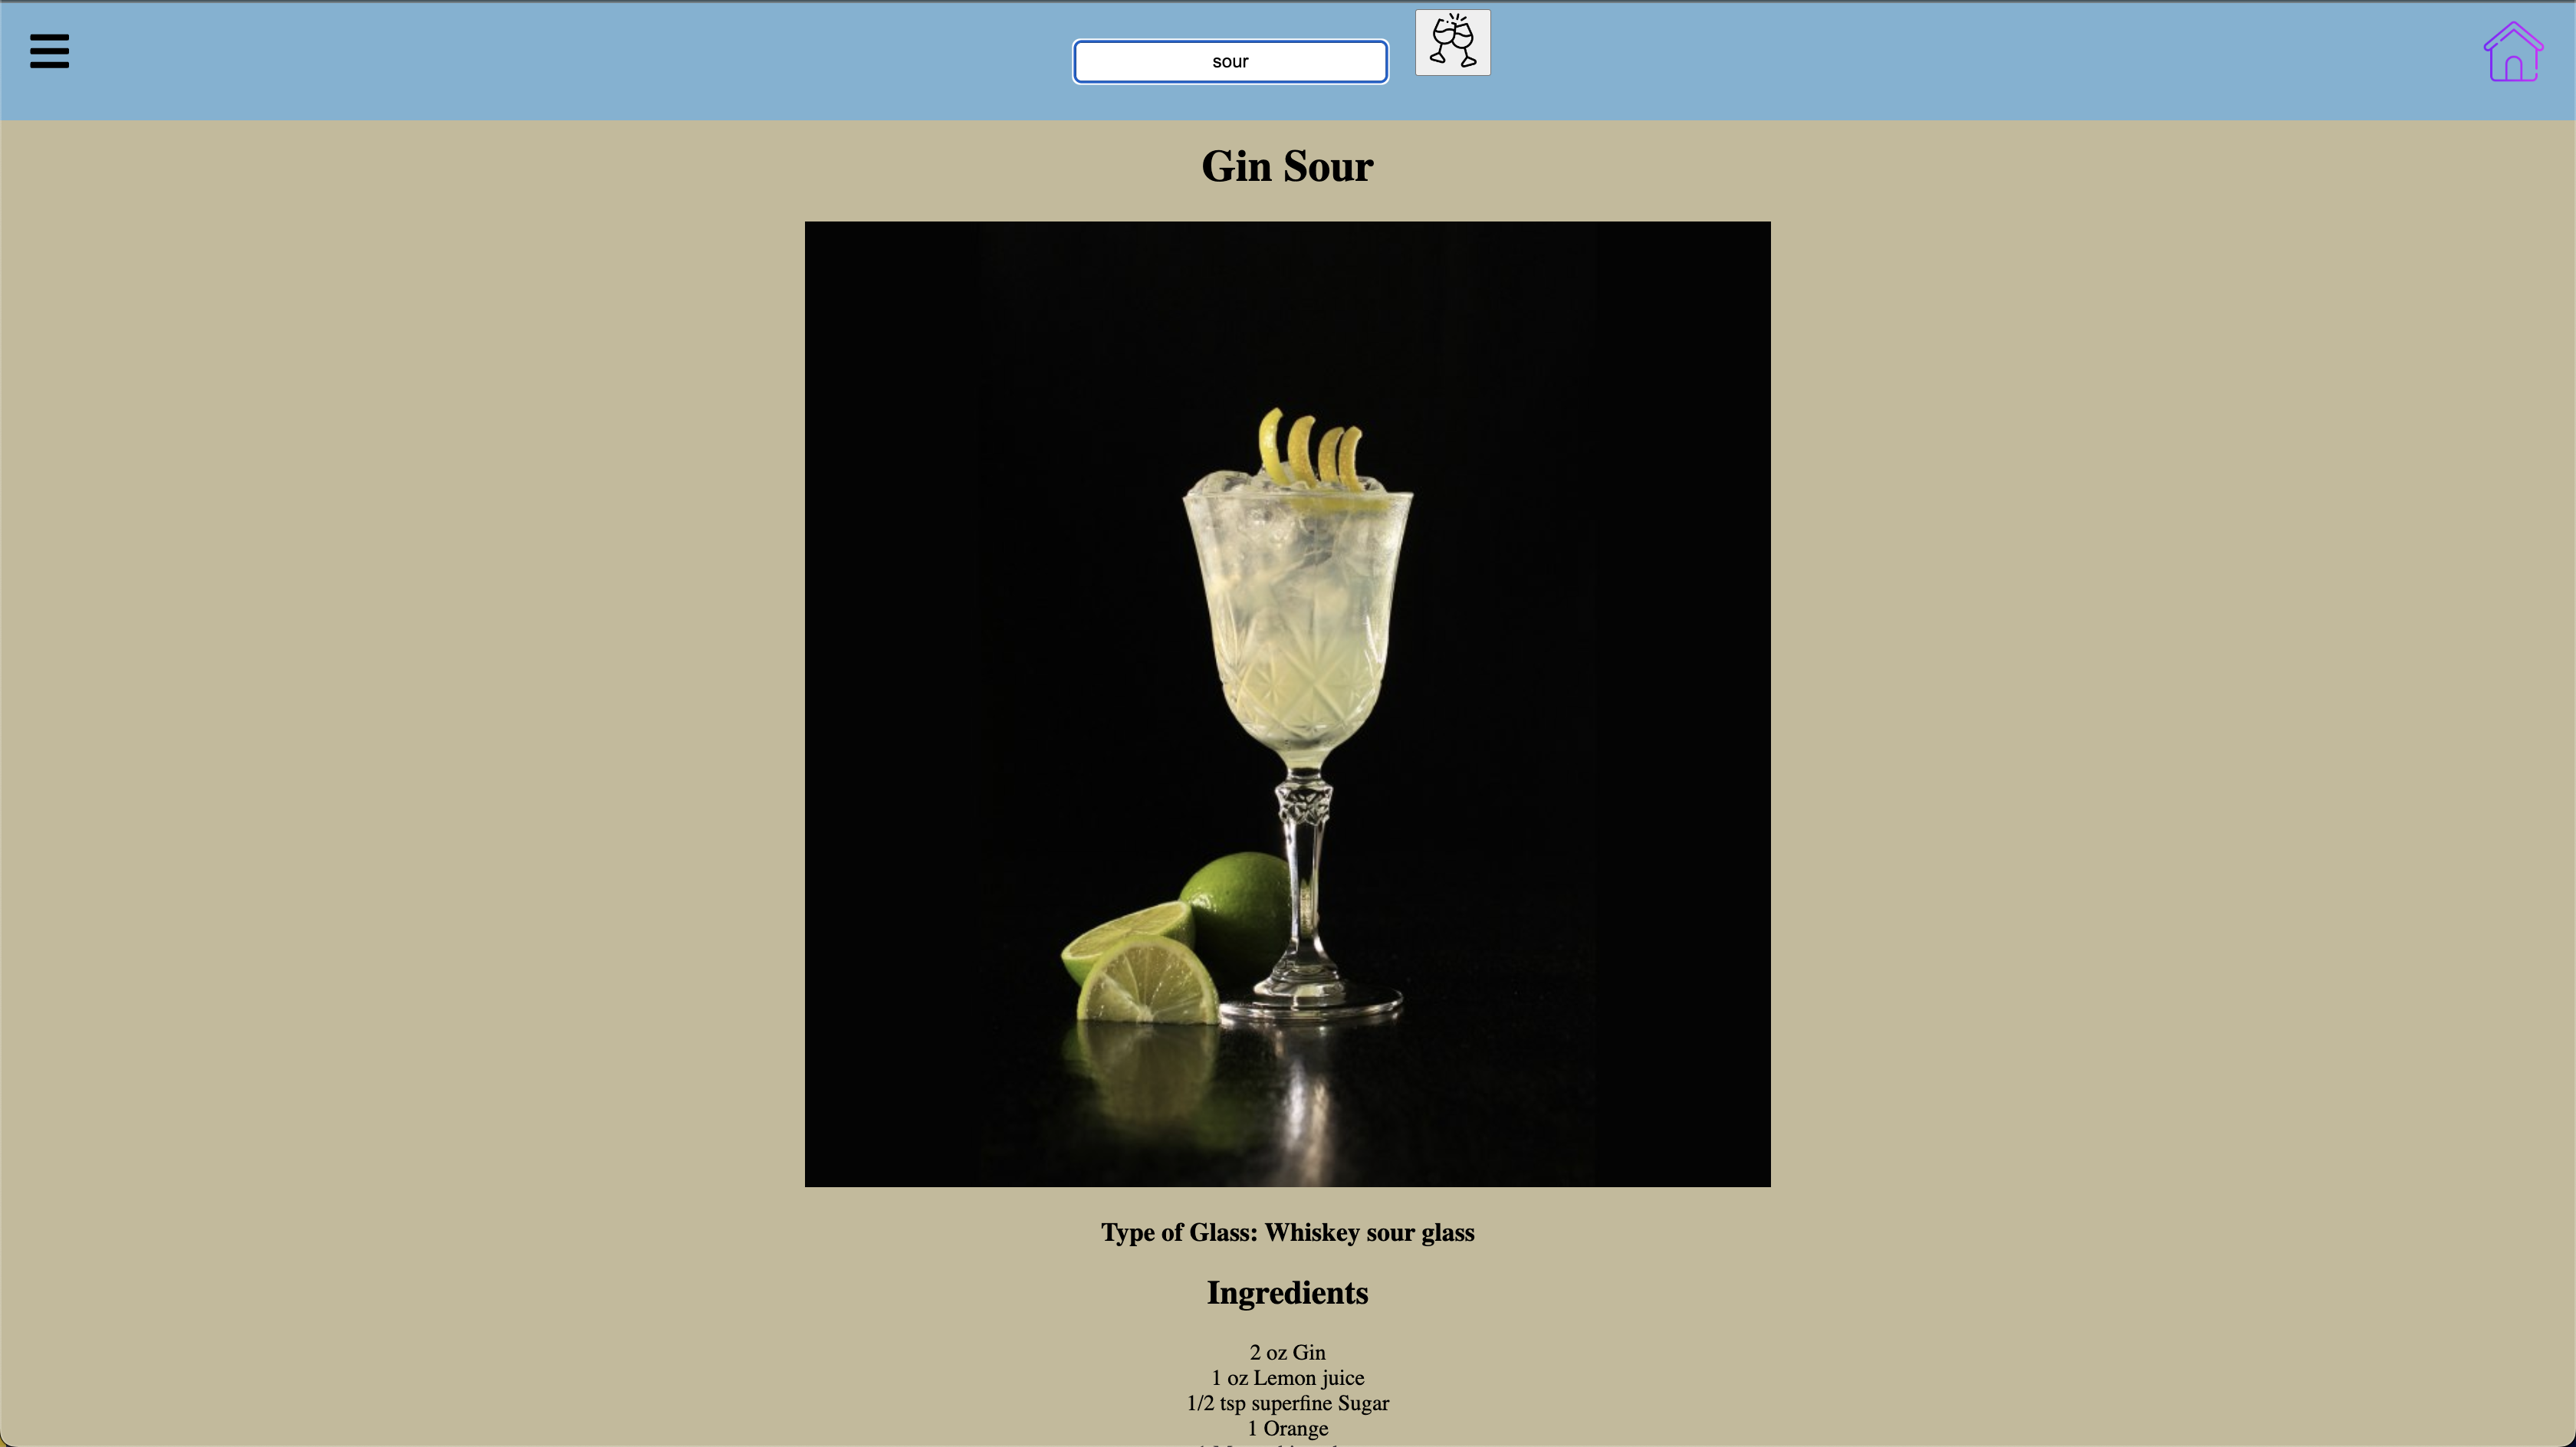 sour
Gin Sour
Type of Glass: Whiskey sour glass
Ingredients
2 oz Gin
1 oz Lemon juice
1/2 tsp superfine Sugar
1 Orange